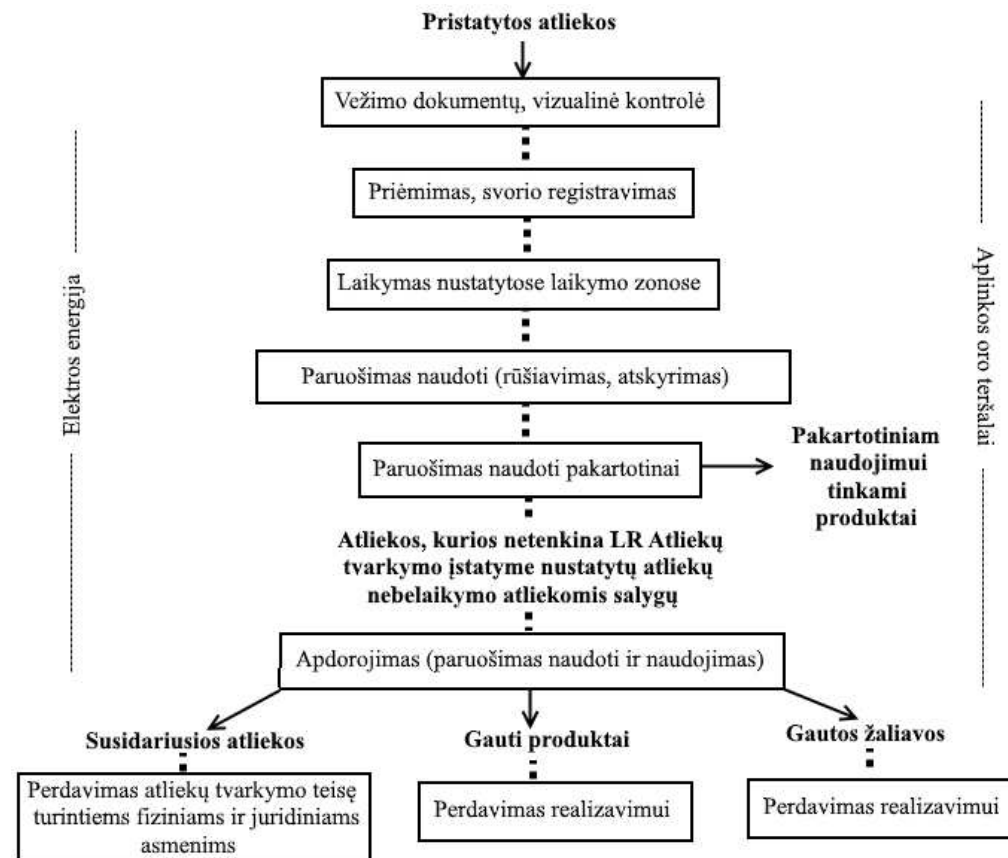 Pristatytos atliekos
Vežimo dokumentų, vizualinė kontrolė
Priėmimas, svorio registravimas
Laikymas nustatytose laikymo zonose
Paruošimas naudoti (rūšiavimas, atskyrimas)
Paruošimas naudoti pakartotinai
Pakartotiniam
naudojimui
tinkami
produktai
Atliekos, kurios netenkina LR Atliekų
tvarkymo įstatyme nustatytų atliekų
nebelaikymo atliekomis salygų
Apdorojimas (paruošimas naudoti ir naudojimas)
Susidariusios atliekos
Gauti produktai
Gautos žaliavos
Perdavimas atliekų tvarkymo teisę
turintiems fiziniams ir juridiniams
asmenims
Perdavimas realizavimui
Perdavimas realizavimui
Elektros energija
Aplinkos oro teršalai